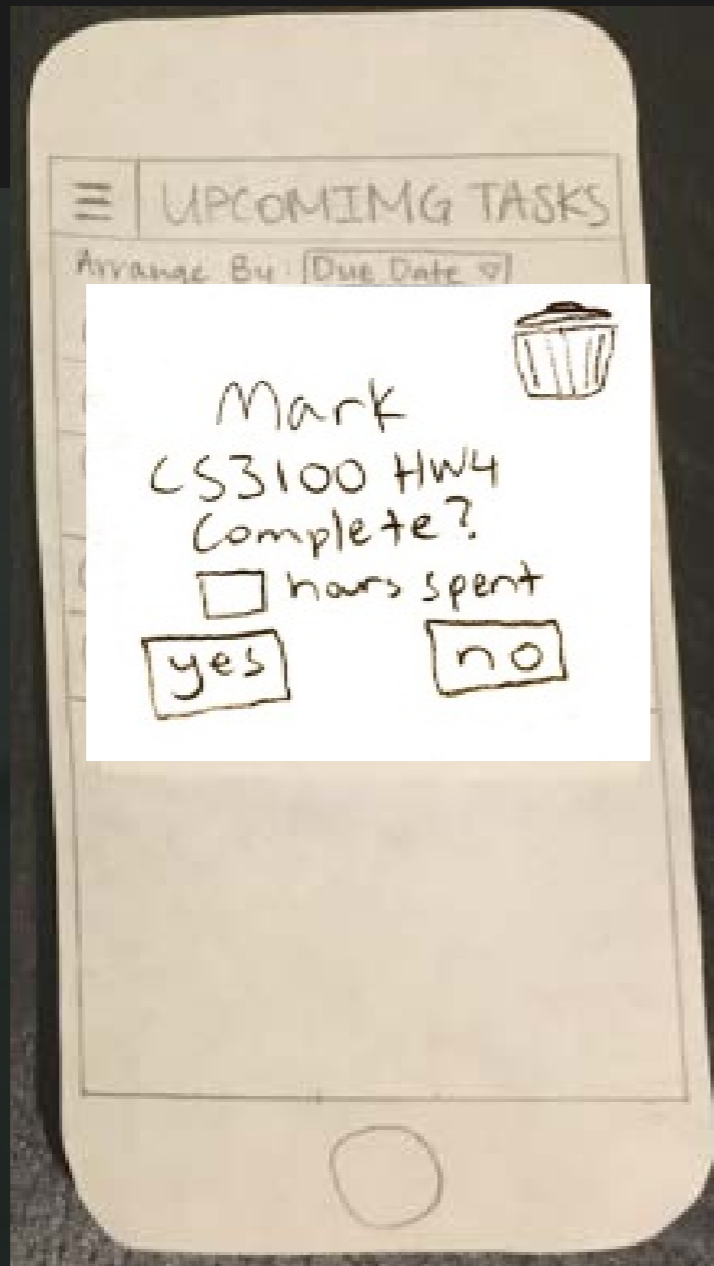 UPCOMIMG TASKS
Arrange By: Due Date
Mark
CS3100 HW4
Complete?
hours spent
yes
no